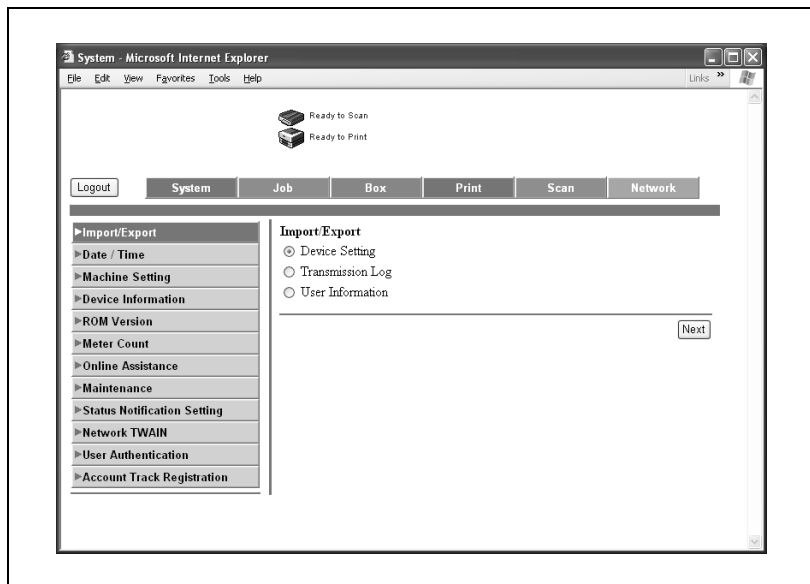 System - Microsoft Internet Explorer
File Edit View Favorites Tools Help Links »
Ready to Scan
Ready to Print
Logout System Job Box Print Scan Network
Import/Export
Date / Time
Machine Setting
Device Information
ROM Version
Meter Count
Online Assistance
Maintenance
Status Notification Setting
Network TWAIN
User Authentication
Account Track Registration
Import/Export
Device Setting
Transmission Log
User Information
Next